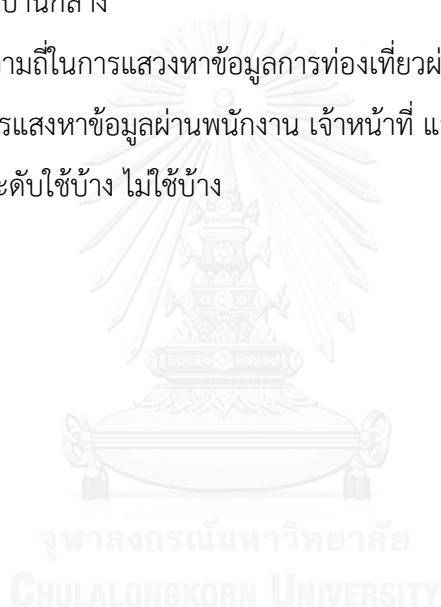 ปานกลาง
ามถี่ในการแสวงหาข้อมูลการท่องเที่ยวผ่
รแสงหาข้อมูลผ่านพนักงาน เจ้าหน้าที่ แ
ะดับใช้บ้าง ไม่ใช้บ้าง
จุฬาลงกรณ์มหาวิทยาลัย
CHULALONGKORN UNIVERSITY